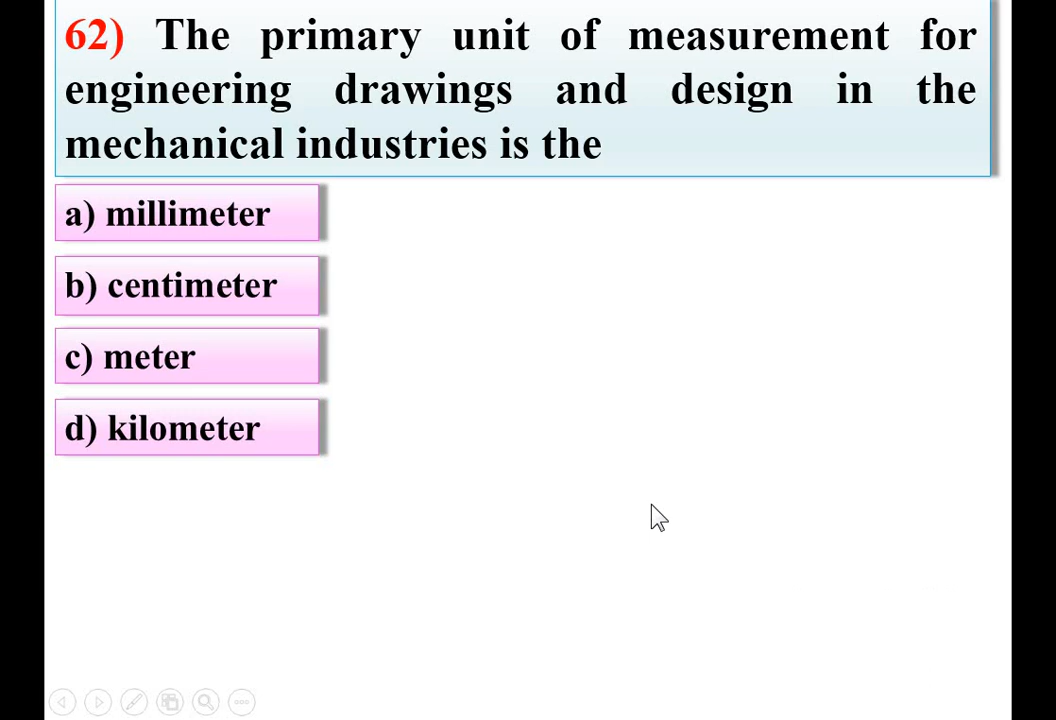 62) The primary unit of measurement for
engineering drawings and design in the
mechanical industries is the
a) millimeter
b) centimeter
c) meter
d) kilometer